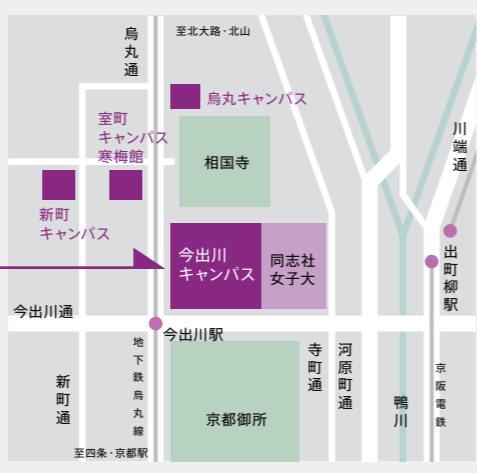 烏丸通
至北大路・北山
烏丸キャンパス
室町
キャンパス
寒梅館
相国寺
川端通
新町
キャンパス
今出川
キャンパス
同志社
女子大
出町柳駅
今出川通
今出川駅
地下鉄烏丸線
寺町通
河原町通
新町通
京都御所
鴨川
京阪電鉄
至四条・京都駅